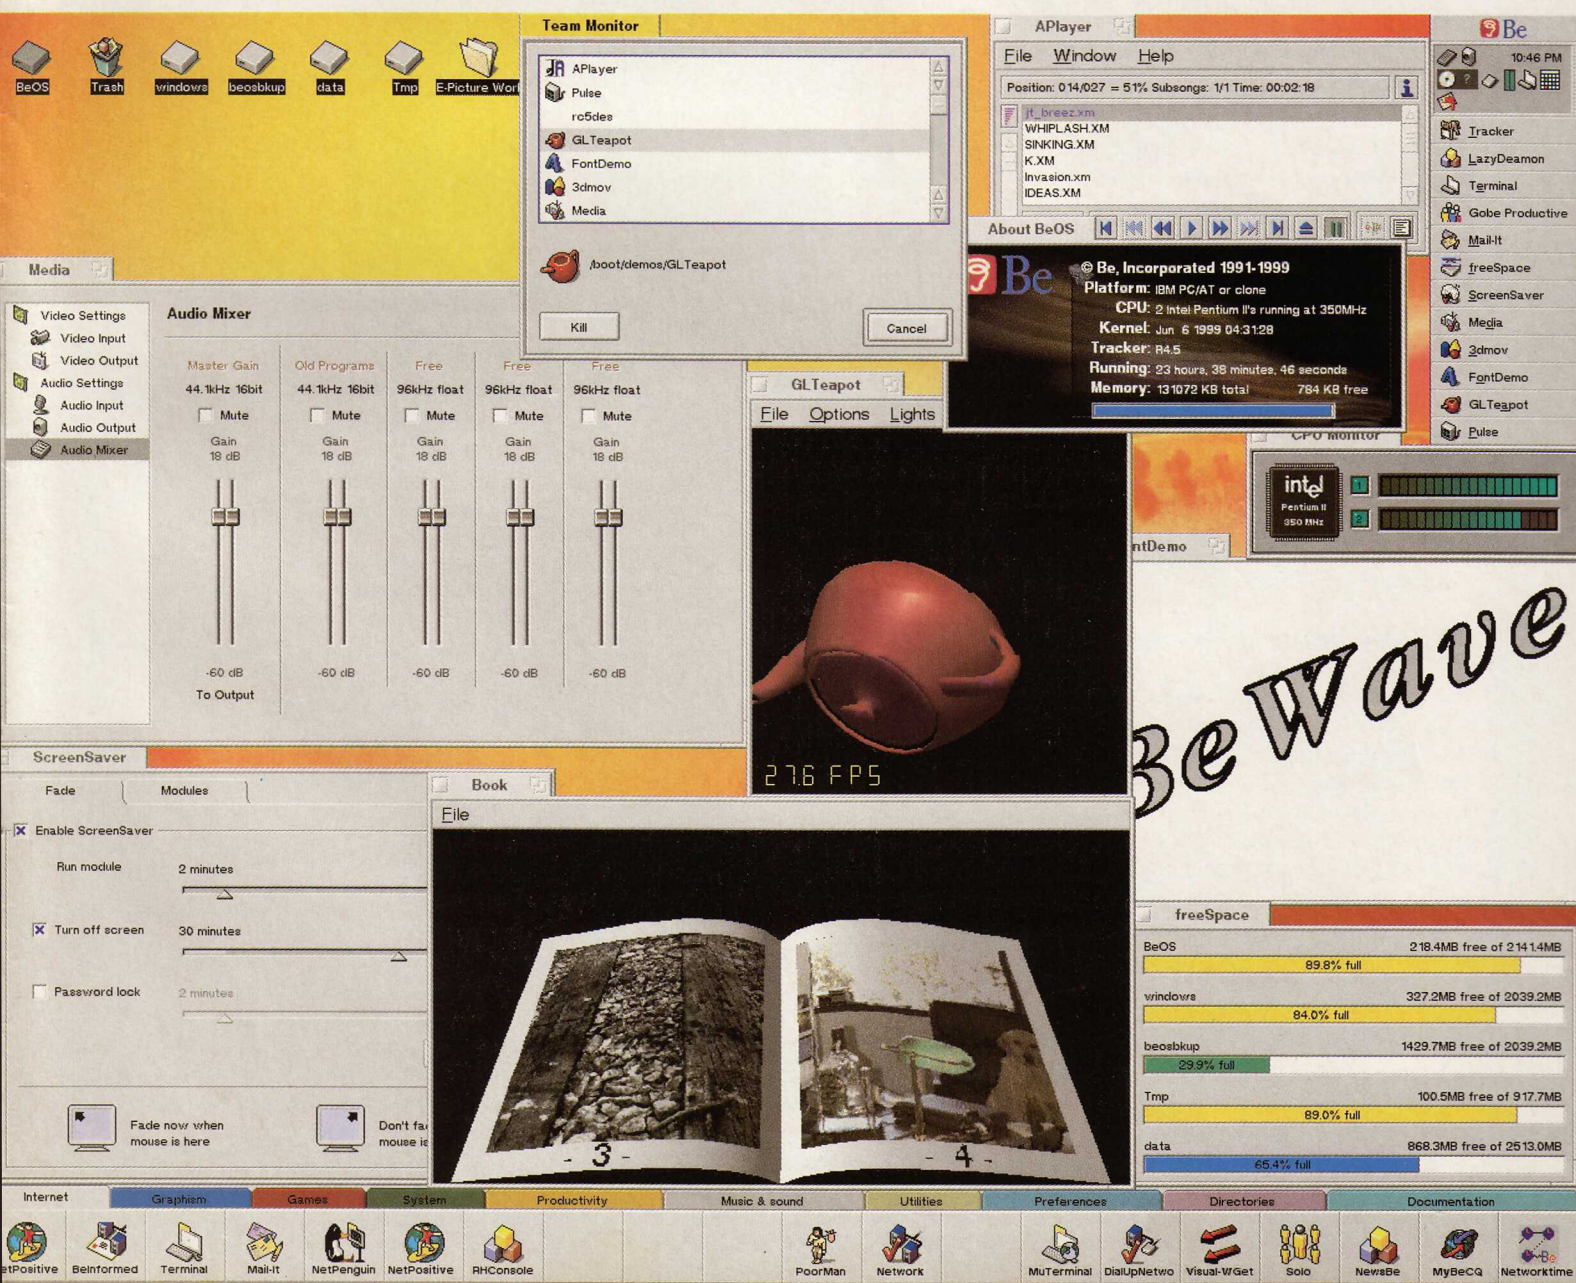 BeOS
Trash
windows
beosbkup
data
Tmp
E-Picture Wor
Team Monitor
APlayer
Pulse
rc5des
GLTeapot
FontDemo
3dmov
Media
/boot/demos/GLTeapot
Kill
Cancel
APlayer
File Window Help
Position: 014/027 = 51% Subsongs: 1/1 Time: 00:02:18
jt_breez.xm
WHIPLASH.XM
SINKING.XM
K.XM
Invasion.xm
IDEAS.XM
Be
10:46 PM
Tracker
LazyDeamon
Terminal
Gobe Productive
Mail-It
freeSpace
ScreenSaver
Media
3dmov
FontDemo
GLTeapot
Pulse
About BeOS
Be
© Be, Incorporated 1991-1999
Platform: IBM PC/AT or clone
CPU: 2 Intel Pentium II's running at 350MHz
Kernel: Jun 6 1999 04:31:28
Tracker: R4.5
Running: 23 hours, 38 minutes, 46 seconds
Memory: 131072 KB total 784 KB free
Media
Video Settings
Video Input
Video Output
Audio Settings
Audio Input
Audio Output
Audio Mixer
Audio Mixer
Master Gain Old Programs Free Free Free
44.1kHz 16bit 44.1kHz 16bit 96kHz float 96kHz float 96kHz float
Mute Mute Mute Mute Mute
Gain Gain Gain Gain Gain
18 dB 18 dB 18 dB 18 dB 18 dB
-60 dB -60 dB -60 dB -60 dB -60 dB
To Output
GLTeapot
File Options Lights
27.6 FPS
CPU Monitor
intel
Pentium II
350 MHz
1
2
ntDemo
BeWave
ScreenSaver
Fade Modules
Enable ScreenSaver
Run module 2 minutes
Turn off screen 30 minutes
Password lock 2 minutes
Fade now when
mouse is here
Don't fa
mouse is
Book
File
- 3 -
- 4 -
freeSpace
BeOS 218.4MB free of 2141.4MB
89.8% full
windows 327.2MB free of 2039.2MB
84.0% full
beosbkup 1429.7MB free of 2039.2MB
29.9% full
Tmp 100.5MB free of 917.7MB
89.0% full
data 868.3MB free of 2513.0MB
65.4% full
Internet Graphism Games System Productivity Music & sound Utilities Preferences Directories Documentation
etPositive BeInformed Terminal Mail-It NetPenguin NetPositive RHConsole PoorMan Network MuTerminal DialUpNetwo Visual-WGet Solo NewsBe MyBeCQ Networktime